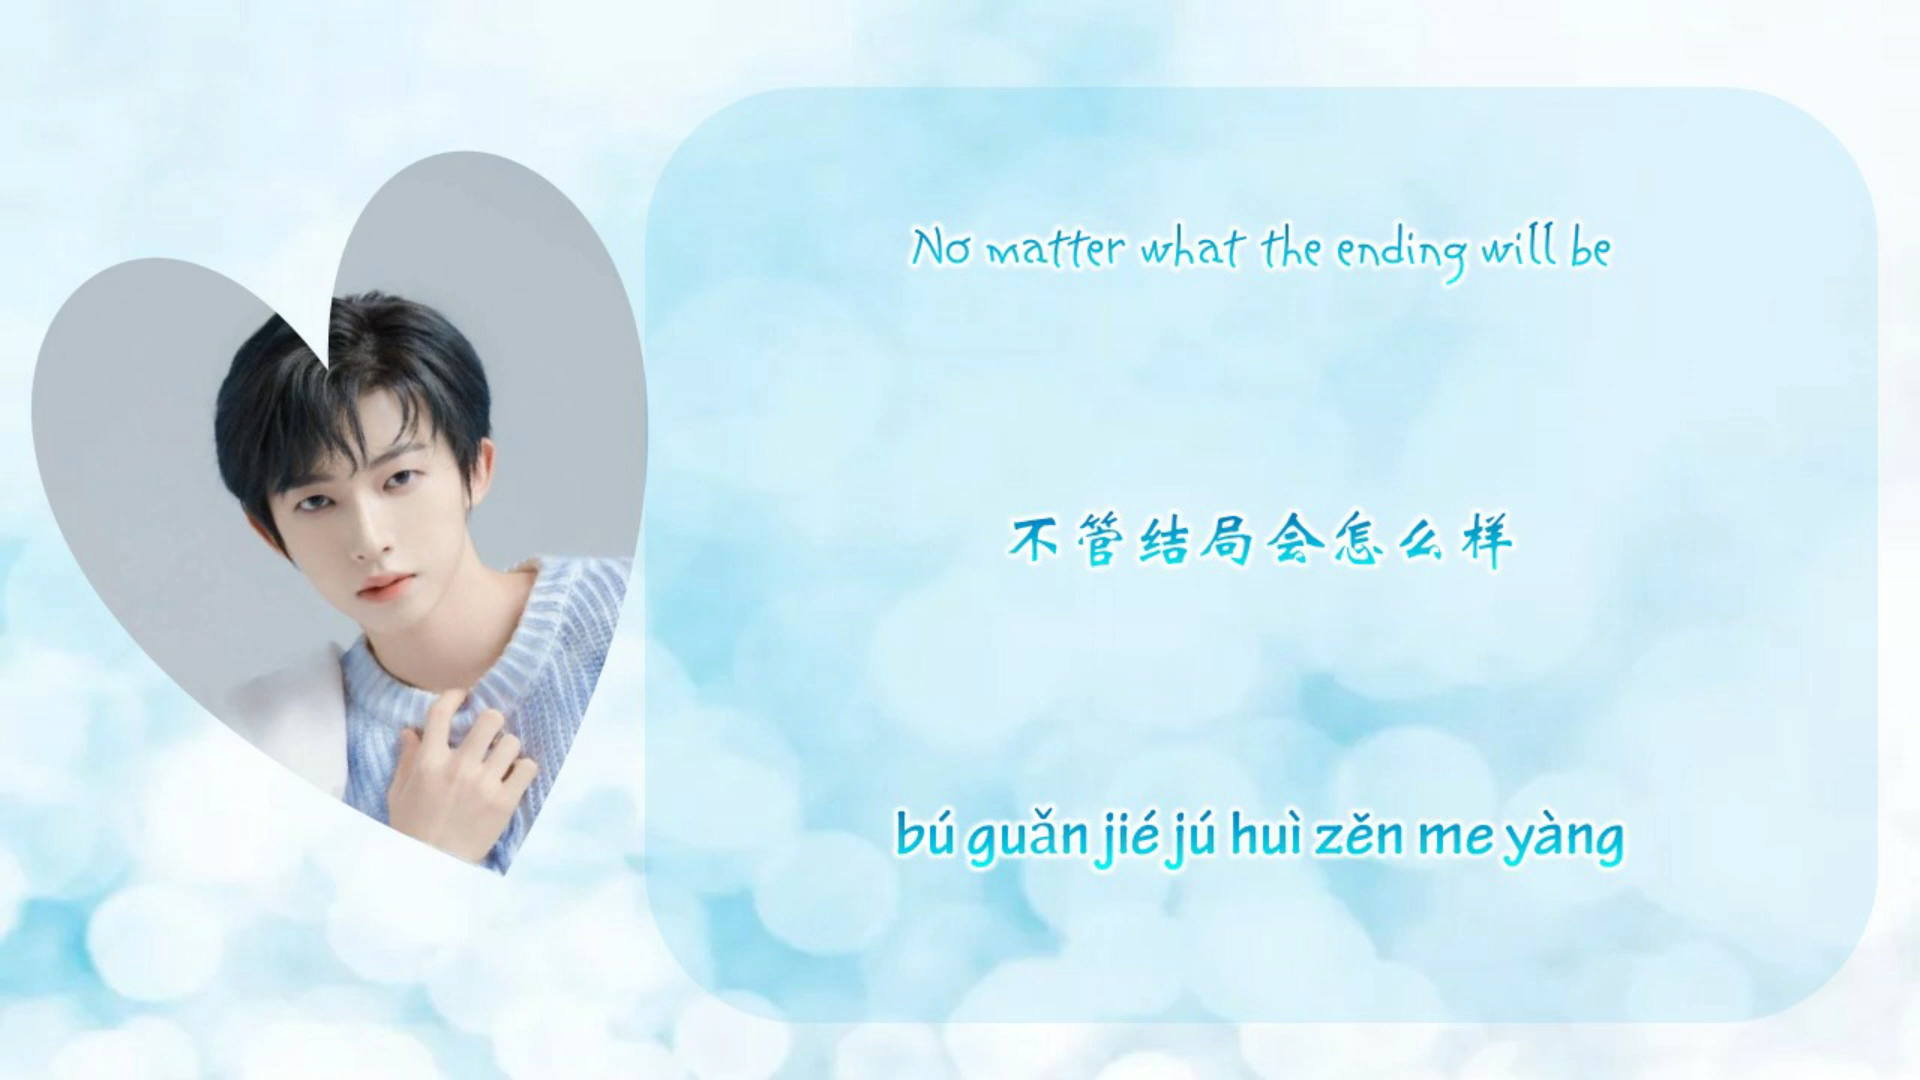 No matter what the ending will be
不管结局会怎么样
bú guǎn jié jú huì zěn me yàng